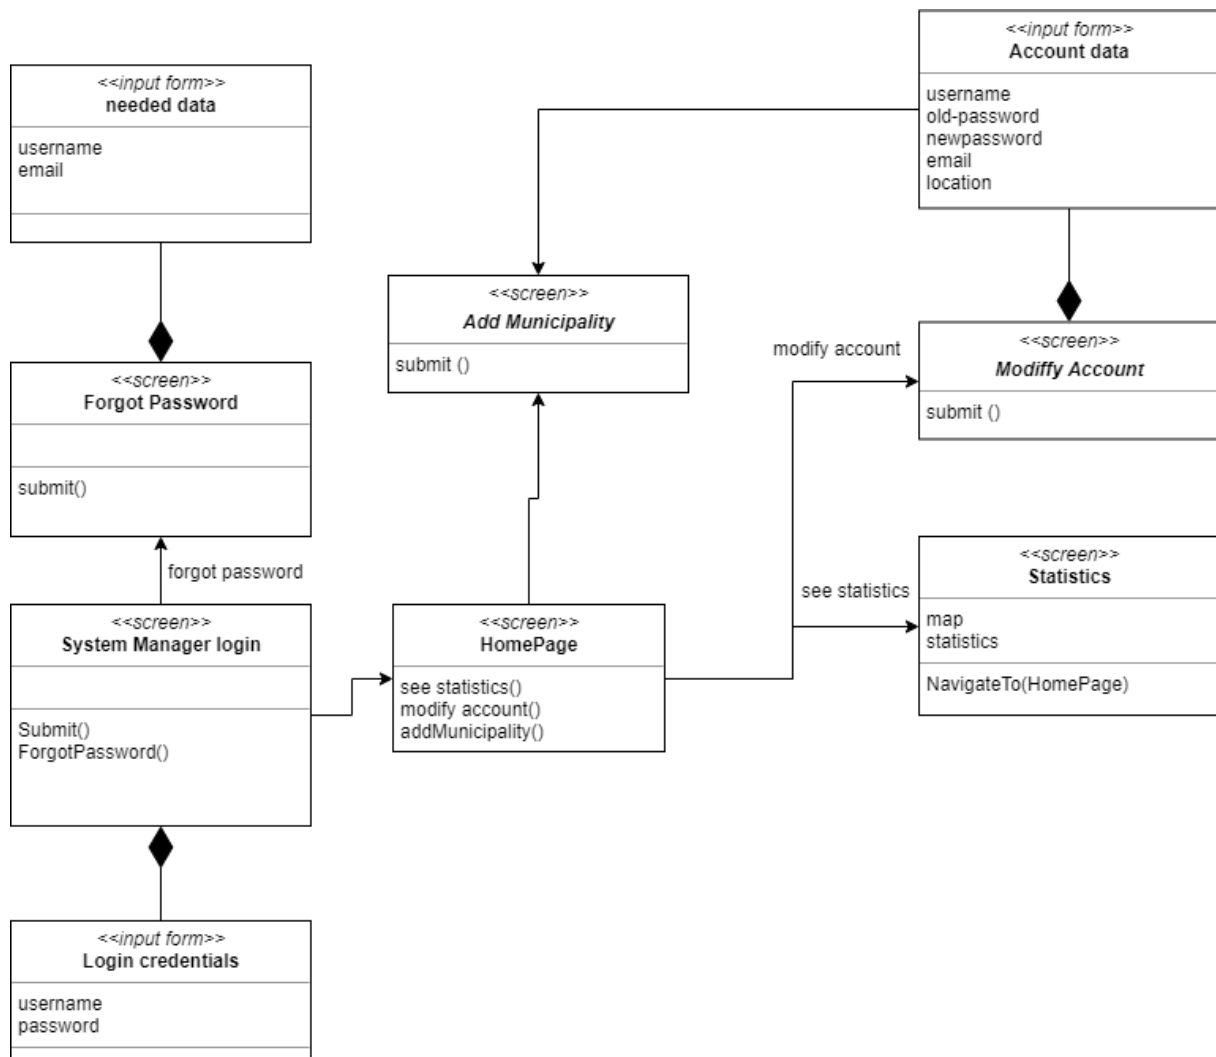 <<input form>>
needed data
username
email
<<input form>>
Account data
username
old-password
newpassword
email
location
<<screen>>
Add Municipality
submit ()
<<screen>>
Forgot Password
submit()
modify account
<<screen>>
Modiffy Account
submit ()
forgot password
<<screen>>
System Manager login
Submit()
ForgotPassword()
<<screen>>
HomePage
see statistics()
modify account()
addMunicipality()
see statistics
<<screen>>
Statistics
map
statistics
NavigateTo(HomePage)
<<input form>>
Login credentials
username
password